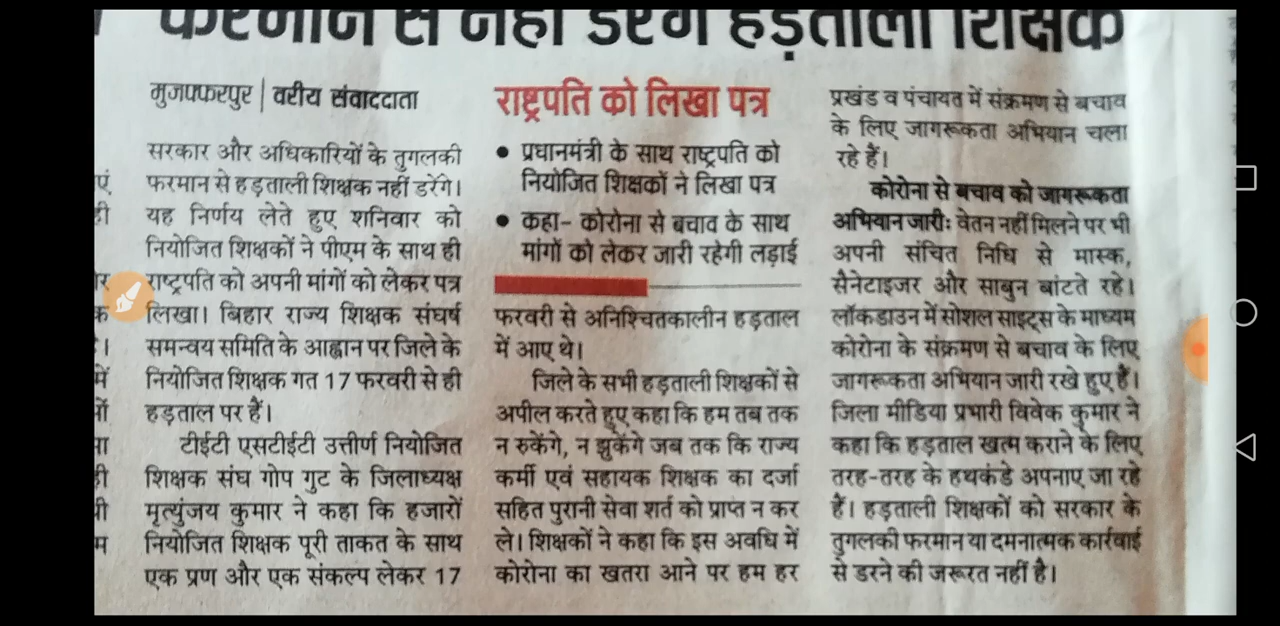 फरमान से नहीं डरेंगे हड़ताली शिक्षक
मुजफ्फरपुर | वरीय संवाददाता
सरकार और अधिकारियों के तुगलकी
फरमान से हड़ताली शिक्षक नहीं डरेंगे।
यह निर्णय लेते हुए शनिवार को
नियोजित शिक्षकों ने पीएम के साथ ही
राष्ट्रपति को अपनी मांगों को लेकर पत्र
लिखा। बिहार राज्य शिक्षक संघर्ष
समन्वय समिति के आह्वान पर जिले के
नियोजित शिक्षक गत 17 फरवरी से ही
हड़ताल पर हैं।
टीईटी एसटीईटी उत्तीर्ण नियोजित
शिक्षक संघ गोप गुट के जिलाध्यक्ष
मृत्युंजय कुमार ने कहा कि हजारों
नियोजित शिक्षक पूरी ताकत के साथ
एक प्रण और एक संकल्प लेकर 17
राष्ट्रपति को लिखा पत्र
• प्रधानमंत्री के साथ राष्ट्रपति को
नियोजित शिक्षकों ने लिखा पत्र
• कहा- कोरोना से बचाव के साथ
मांगों को लेकर जारी रहेगी लड़ाई
फरवरी से अनिश्चितकालीन हड़ताल
में आए थे।
जिले के सभी हड़ताली शिक्षकों से
अपील करते हुए कहा कि हम तब तक
न रुकेंगे, न झुकेंगे जब तक कि राज्य
कर्मी एवं सहायक शिक्षक का दर्जा
सहित पुरानी सेवा शर्त को प्राप्त न कर
ले। शिक्षकों ने कहा कि इस अवधि में
कोरोना का खतरा आने पर हम हर
प्रखंड व पंचायत में संक्रमण से बचाव
के लिए जागरूकता अभियान चला
रहे हैं।
कोरोना से बचाव को जागरूकता
अभियान जारी: वेतन नहीं मिलने पर भी
अपनी संचित निधि से मास्क,
सैनेटाइजर और साबुन बांटते रहे।
लॉकडाउन में सोशल साइट्स के माध्यम
कोरोना के संक्रमण से बचाव के लिए
जागरूकता अभियान जारी रखे हुए हैं।
जिला मीडिया प्रभारी विवेक कुमार ने
कहा कि हड़ताल खत्म कराने के लिए
तरह-तरह के हथकंडे अपनाए जा रहे
हैं। हड़ताली शिक्षकों को सरकार के
तुगलकी फरमान या दमनात्मक कार्रवाई
से डरने की जरूरत नहीं है।